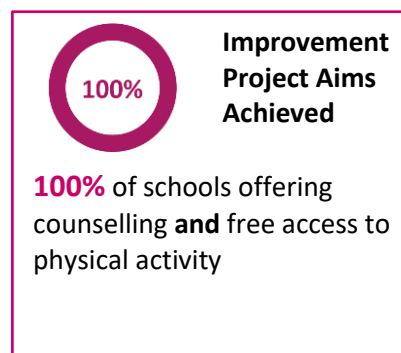 100%
Improvement
Project Aims
Achieved
100% of schools offering
counselling and free access to
physical activity